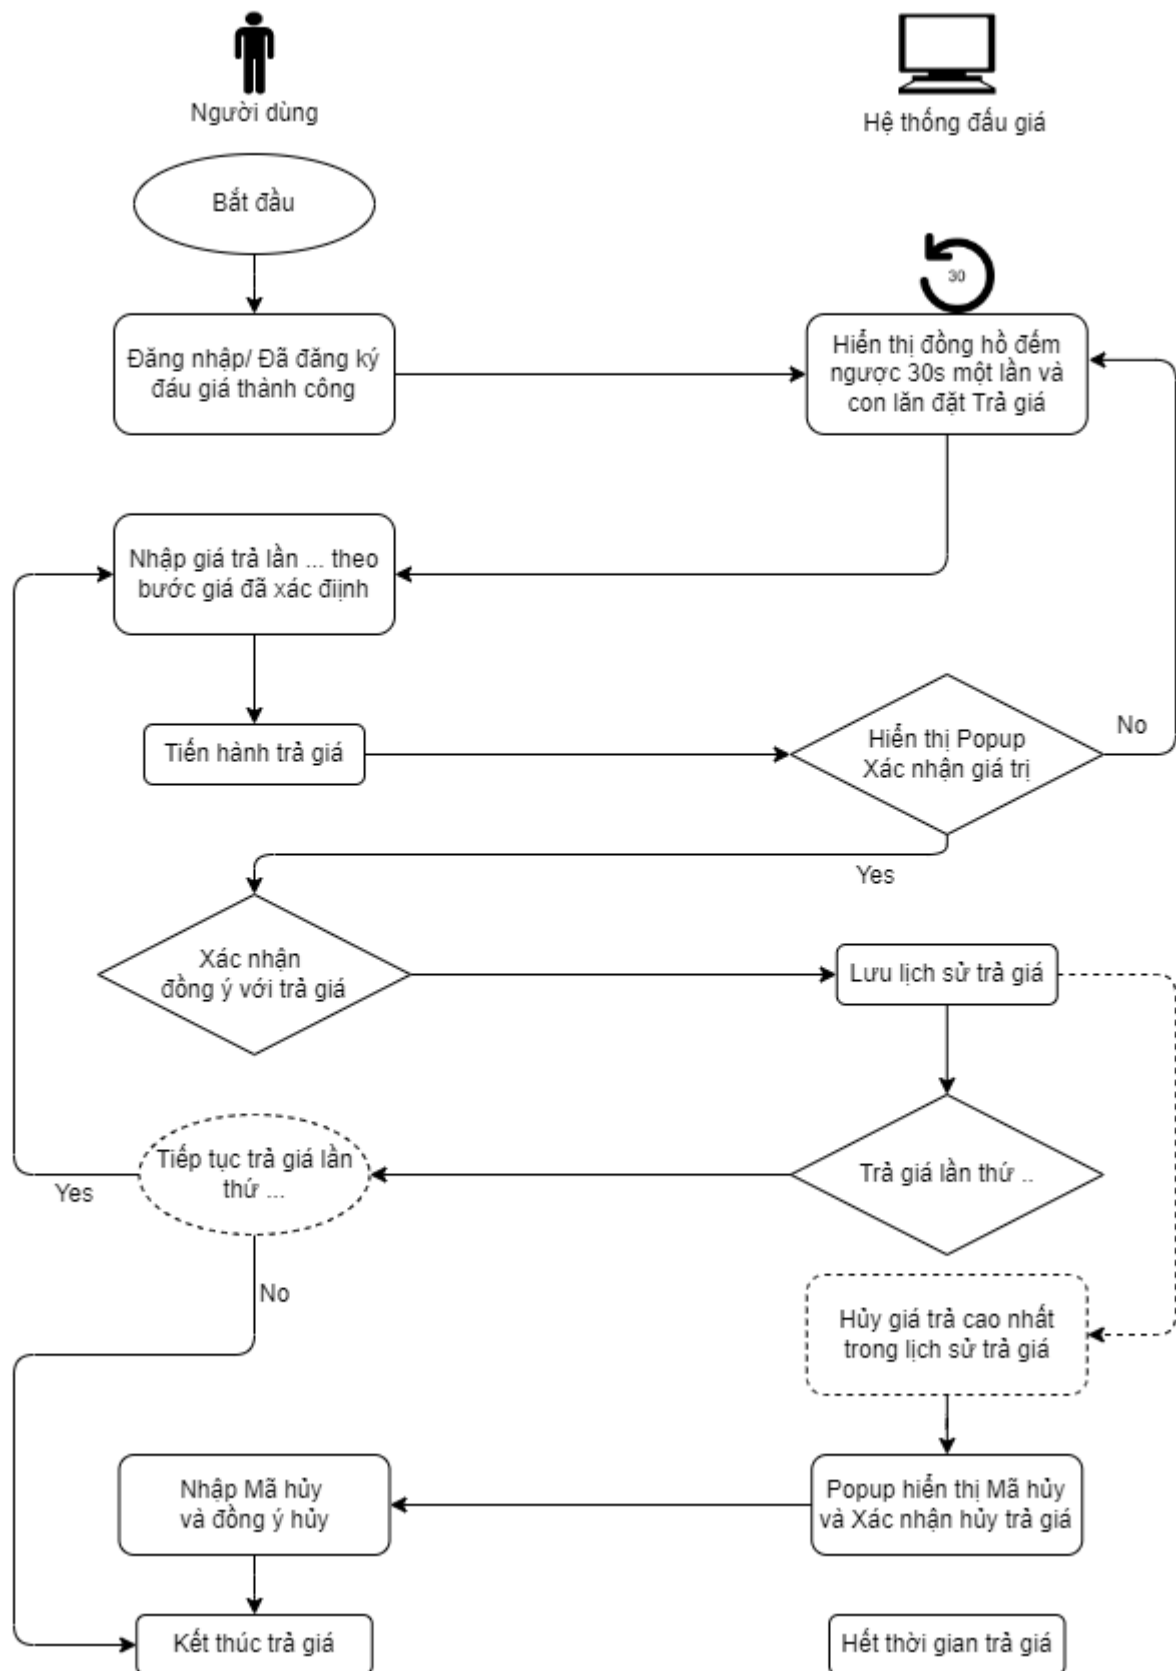 Người dùng
Hệ thống đấu giá
Bắt đầu
30
Đăng nhập/ Đã đăng ký
đáu giá thành công
Hiển thị đồng hồ đếm
ngược 30s một lần và
con lăn đặt Trả giá
Nhập giá trả lần ... theo
bước giá đã xác điịnh
Tiến hành trả giá
Hiển thị Popup
Xác nhận giá trị
No
Yes
Xác nhận
đồng ý với trả giá
Lưu lịch sử trả giá
Tiếp tục trả giá lần
thứ ...
Yes
Trả giá lần thứ ..
No
Hủy giá trả cao nhất
trong lịch sử trả giá
Nhập Mã hủy
và đồng ý hủy
Popup hiển thị Mã hủy
và Xác nhận hủy trả giá
Kết thúc trả giá
Hết thời gian trả giá